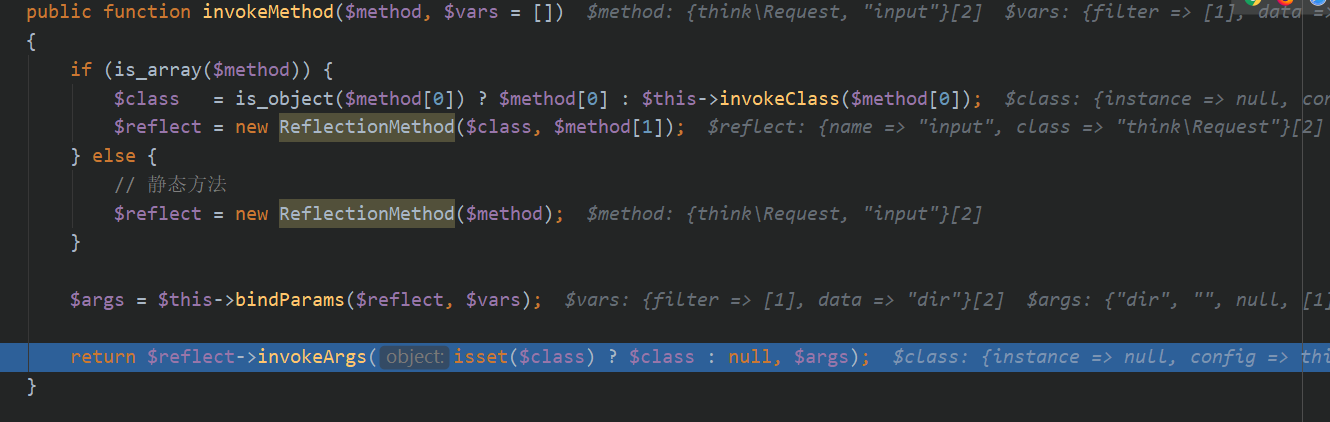 public function invokeMethod($method, $vars = [])  $method: {think\Request, "input"}[2]  $vars: {filter => [1], data =>
{
if (is_array($method)) {
$class   = is_object($method[0]) ? $method[0] : $this->invokeClass($method[0]);  $class: {instance => null, con
$reflect = new ReflectionMethod($class, $method[1]);  $reflect: {name => "input", class => "think\Request"}[2]
} else {
// 静态方法
$reflect = new ReflectionMethod($method);  $method: {think\Request, "input"}[2]
}
$args = $this->bindParams($reflect, $vars);  $vars: {filter => [1], data => "dir"}[2]  $args: {"dir", "", null, [1]
return $reflect->invokeArgs( object: isset($class) ? $class : null, $args);  $class: {instance => null, config => thi
}